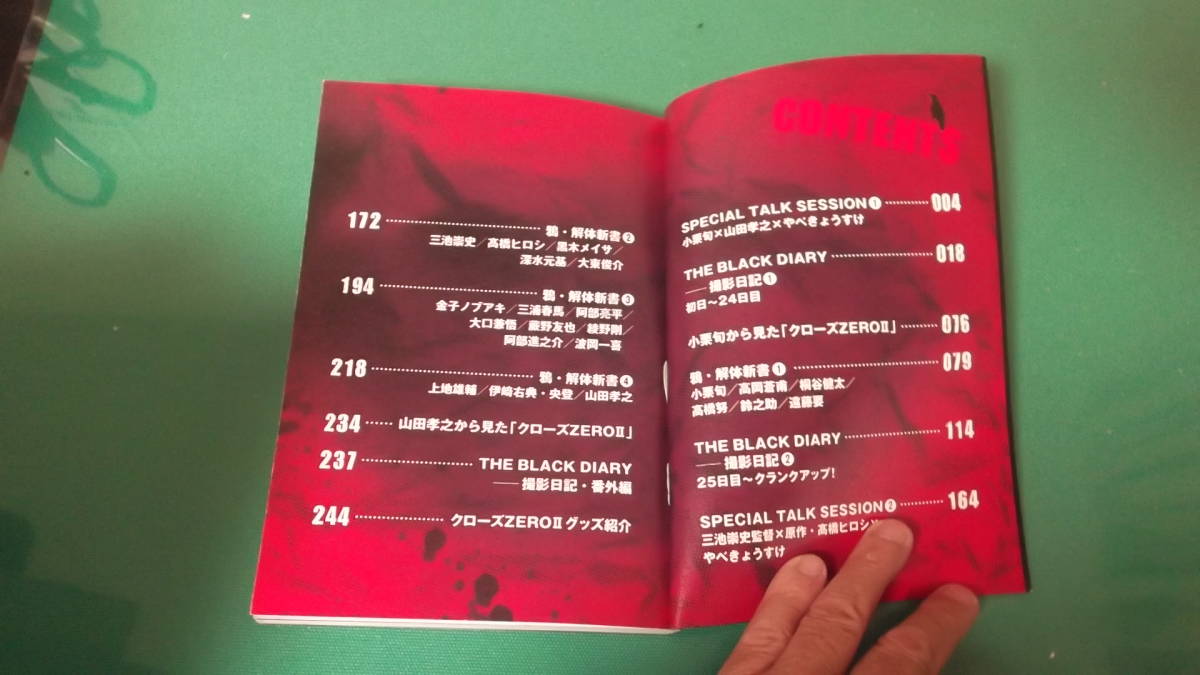 CONTENTS
SPECIAL TALK SESSION❶ 004
小栗旬×山田孝之×やべきょうすけ
THE BLACK DIARY 018
——撮影日記❶
初日〜24日目
小栗旬から見た「クローズZEROⅡ」 076
鴉・解体新書❶ 079
小栗旬／高岡蒼甫／桐谷健太／
高橋努／鈴之助／遠藤要
THE BLACK DIARY 114
——撮影日記❷
25日目〜クランクアップ!
SPECIAL TALK SESSION❷ 164
三池崇史監督×原作・髙橋ヒロシ×
やべきょうすけ
172 鴉・解体新書❷
三池崇史／髙橋ヒロシ／黒木メイサ／
深水元基／大東俊介
194 鴉・解体新書❸
金子ノブアキ／三浦春馬／阿部亮平／
大口兼悟／蕨野友也／綾野剛／
阿部進之介／波岡一喜
218 鴉・解体新書❹
上地雄輔／伊崎右典・央登／山田孝之
234 山田孝之から見た「クローズZEROⅡ」
237 THE BLACK DIARY
——撮影日記・番外編
244 クローズZEROⅡグッズ紹介